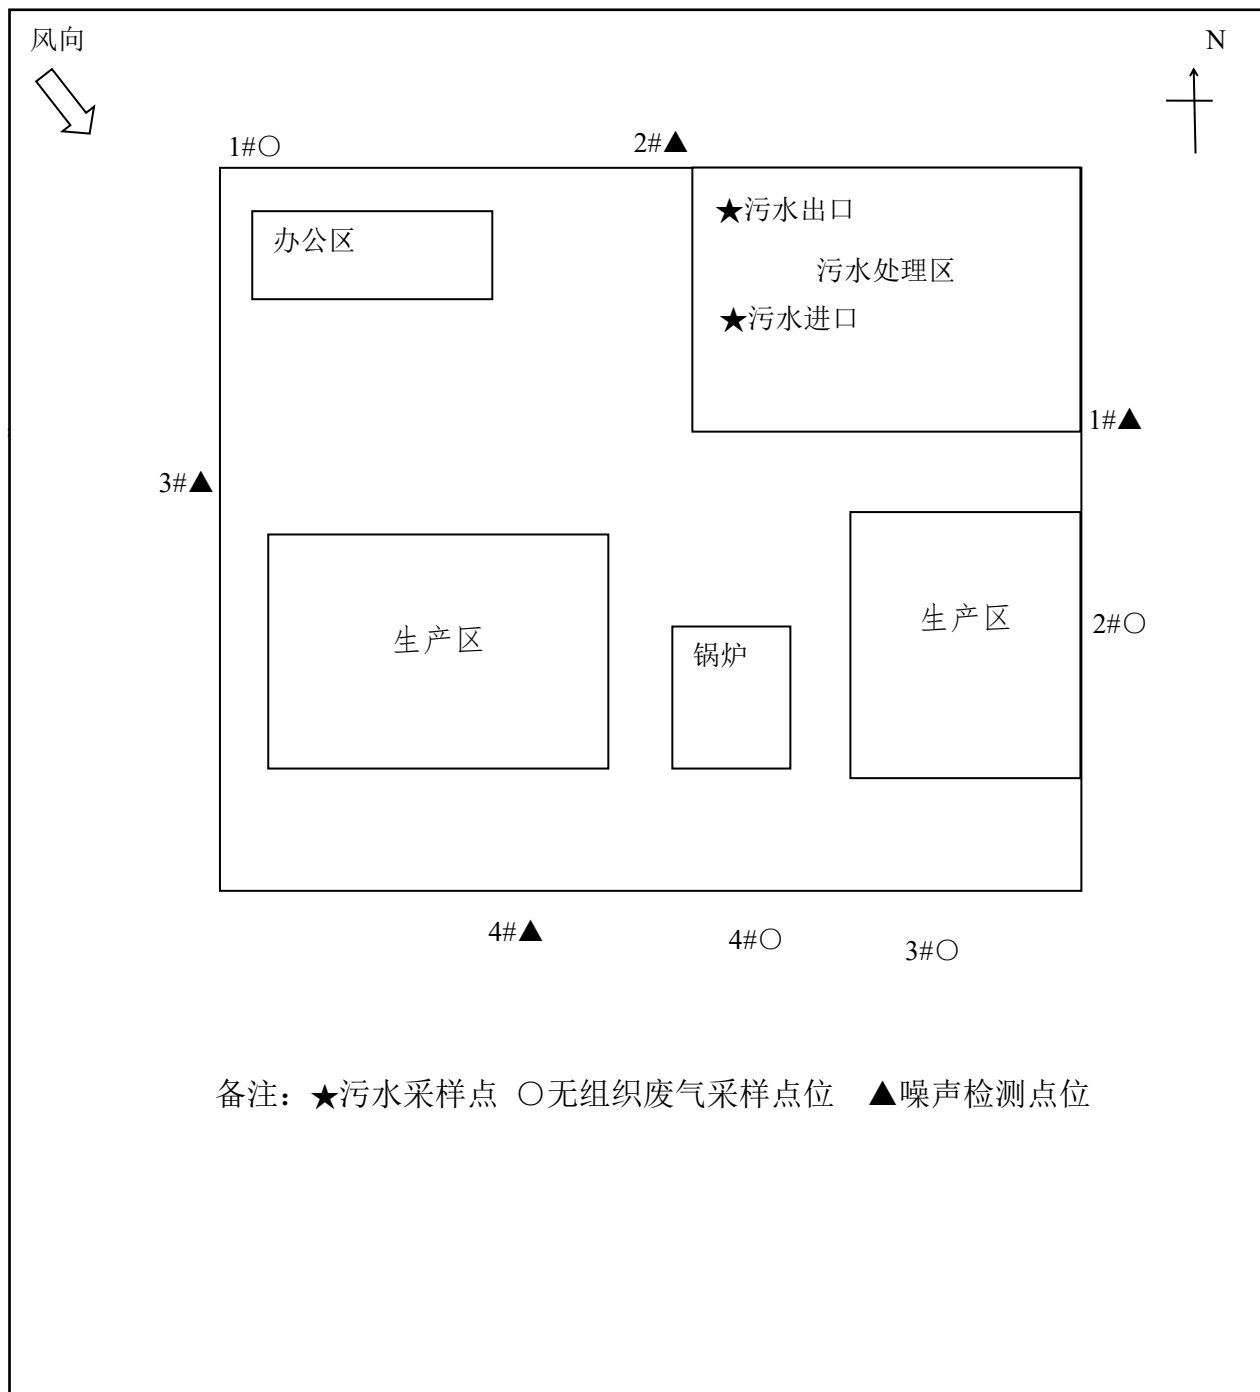 风向
N
1#○
2#▲
★污水出口
办公区
污水处理区
★污水进口
1#▲
3#▲
生产区
生产区
2#○
锅炉
4#▲
4#○
3#○
备注：★污水采样点 ○无组织废气采样点位 ▲噪声检测点位